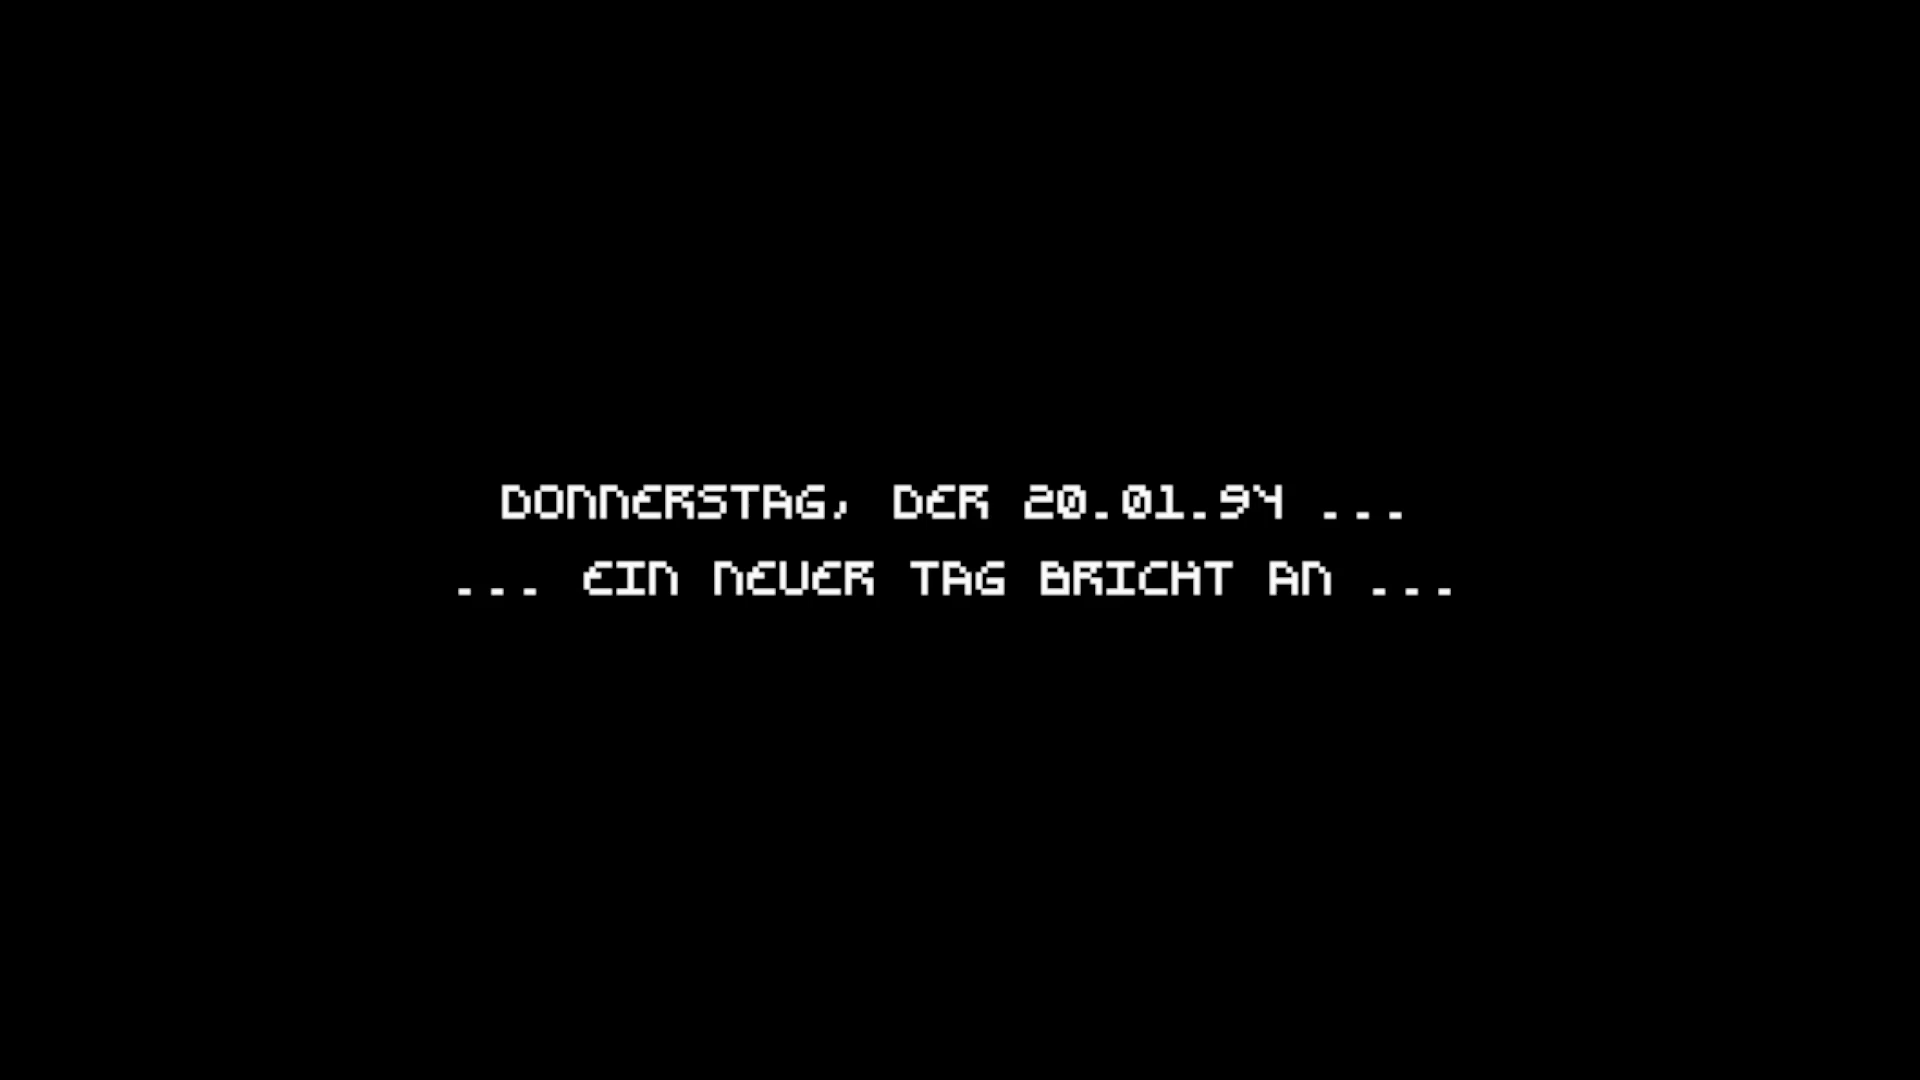 DONNERSTAG, DER 20.01.94 ...
... EIN NEUER TAG BRICHT AN ...